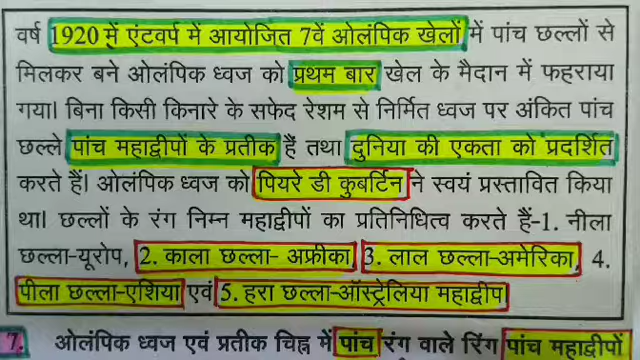 वर्ष 1920 में एंटवर्प में आयोजित 7वें ओलंपिक खेलों में पांच छल्लों से
मिलकर बने ओलंपिक ध्वज को प्रथम बार खेल के मैदान में फहराया
गया। बिना किसी किनारे के सफेद रेशम से निर्मित ध्वज पर अंकित पांच
छल्ले पांच महाद्वीपों के प्रतीक हैं तथा दुनिया की एकता को प्रदर्शित
करते हैं। ओलंपिक ध्वज को पियरे डी कुबर्टिन ने स्वयं प्रस्तावित किया
था। छल्लों के रंग निम्न महाद्वीपों का प्रतिनिधित्व करते हैं-1. नीला
छल्ला-यूरोप, 2. काला छल्ला- अफ्रीका, 3. लाल छल्ला-अमेरिका, 4.
पीला छल्ला-एशिया एवं 5. हरा छल्ला-ऑस्ट्रेलिया महाद्वीप
7. ओलंपिक ध्वज एवं प्रतीक चिह्न में पांच रंग वाले रिंग पांच महाद्वीपों